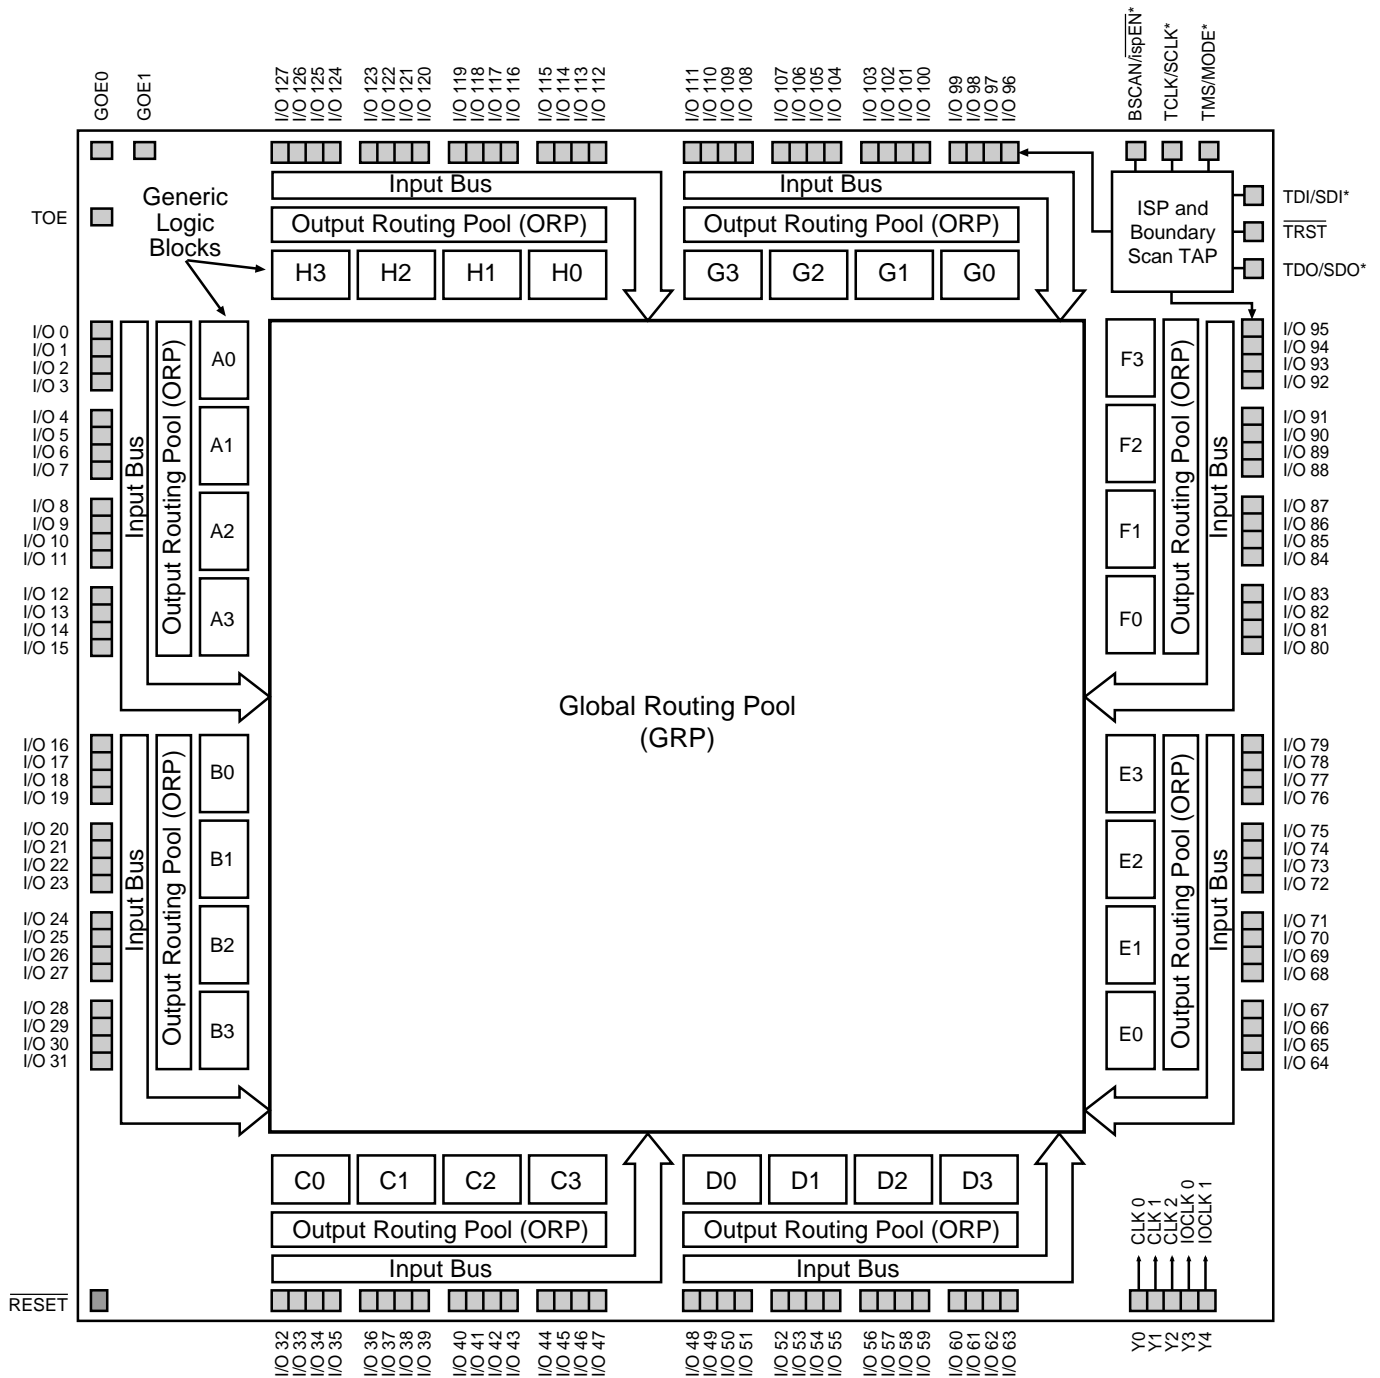 GOE0
GOE1
I/O 127
I/O 126
I/O 125
I/O 124
I/O 123
I/O 122
I/O 121
I/O 120
I/O 119
I/O 118
I/O 117
I/O 116
I/O 115
I/O 114
I/O 113
I/O 112
I/O 111
I/O 110
I/O 109
I/O 108
I/O 107
I/O 106
I/O 105
I/O 104
I/O 103
I/O 102
I/O 101
I/O 100
I/O 99
I/O 98
I/O 97
I/O 96
BSCAN/ispEN*
TCLK/SCLK*
TMS/MODE*
TOE
Generic
Logic
Blocks
Input Bus
Output Routing Pool (ORP)
H3
H2
H1
H0
Input Bus
Output Routing Pool (ORP)
G3
G2
G1
G0
ISP and
Boundary
Scan TAP
TDI/SDI*
TRST
TDO/SDO*
I/O 0
I/O 1
I/O 2
I/O 3
I/O 4
I/O 5
I/O 6
I/O 7
I/O 8
I/O 9
I/O 10
I/O 11
I/O 12
I/O 13
I/O 14
I/O 15
Input Bus
Output Routing Pool (ORP)
A0
A1
A2
A3
I/O 16
I/O 17
I/O 18
I/O 19
I/O 20
I/O 21
I/O 22
I/O 23
I/O 24
I/O 25
I/O 26
I/O 27
I/O 28
I/O 29
I/O 30
I/O 31
Input Bus
Output Routing Pool (ORP)
B0
B1
B2
B3
Global Routing Pool
(GRP)
F3
F2
F1
F0
Output Routing Pool (ORP)
Input Bus
I/O 95
I/O 94
I/O 93
I/O 92
I/O 91
I/O 90
I/O 89
I/O 88
I/O 87
I/O 86
I/O 85
I/O 84
I/O 83
I/O 82
I/O 81
I/O 80
E3
E2
E1
E0
Output Routing Pool (ORP)
Input Bus
I/O 79
I/O 78
I/O 77
I/O 76
I/O 75
I/O 74
I/O 73
I/O 72
I/O 71
I/O 70
I/O 69
I/O 68
I/O 67
I/O 66
I/O 65
I/O 64
C0
C1
C2
C3
Output Routing Pool (ORP)
Input Bus
D0
D1
D2
D3
Output Routing Pool (ORP)
Input Bus
CLK 0
CLK 1
CLK 2
IOCLK 0
IOCLK 1
RESET
I/O 32
I/O 33
I/O 34
I/O 35
I/O 36
I/O 37
I/O 38
I/O 39
I/O 40
I/O 41
I/O 42
I/O 43
I/O 44
I/O 45
I/O 46
I/O 47
I/O 48
I/O 49
I/O 50
I/O 51
I/O 52
I/O 53
I/O 54
I/O 55
I/O 56
I/O 57
I/O 58
I/O 59
I/O 60
I/O 61
I/O 62
I/O 63
Y0
Y1
Y2
Y3
Y4